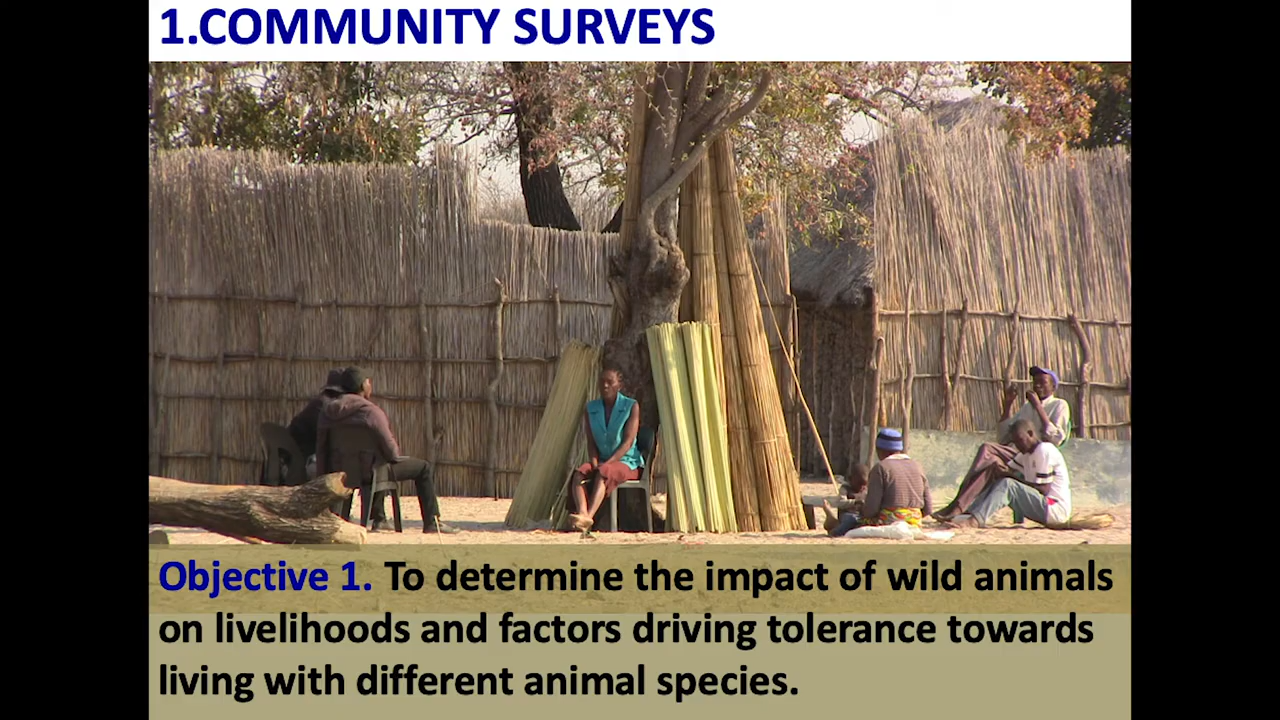 1.COMMUNITY SURVEYS
Objective 1. To determine the impact of wild animals
on livelihoods and factors driving tolerance towards
living with different animal species.